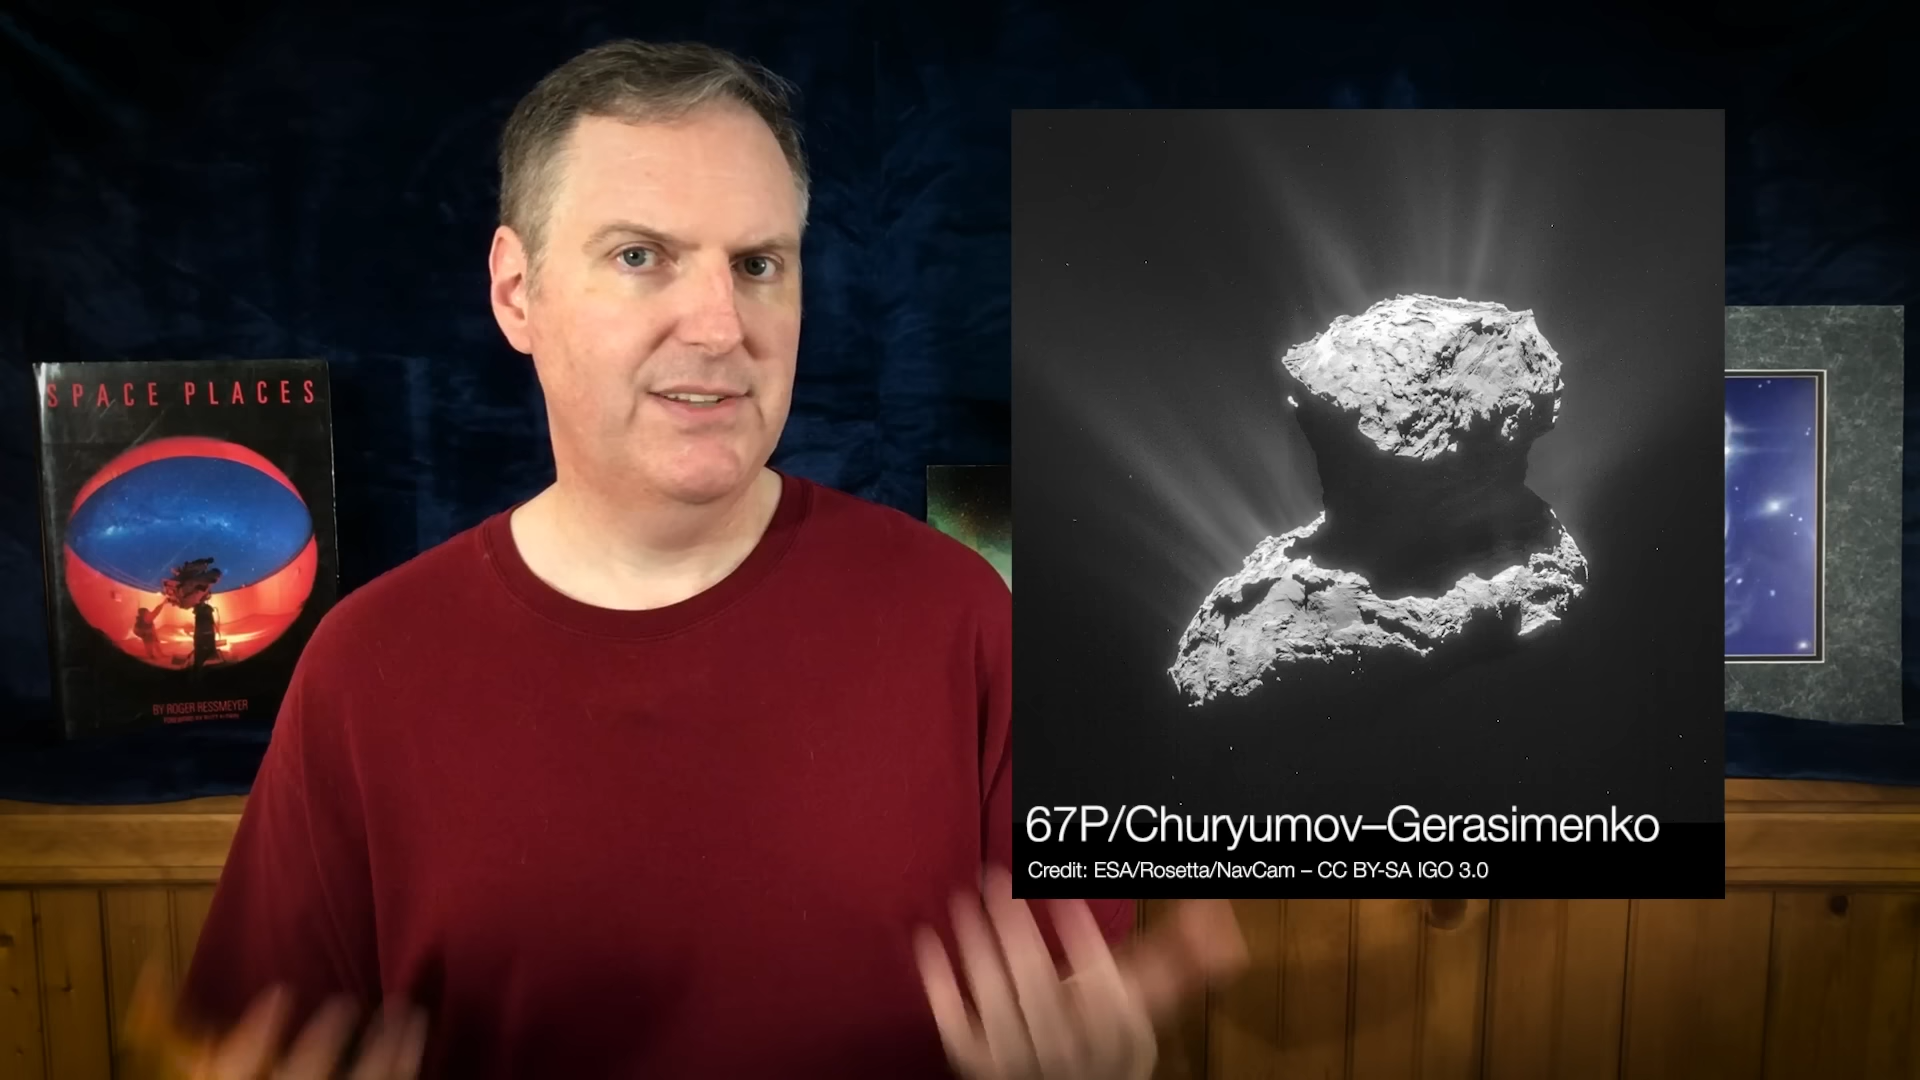 SPACE PLACES
BY ROGER RESSMEYER
67P/Churyumov–Gerasimenko
Credit: ESA/Rosetta/NavCam – CC BY-SA IGO 3.0